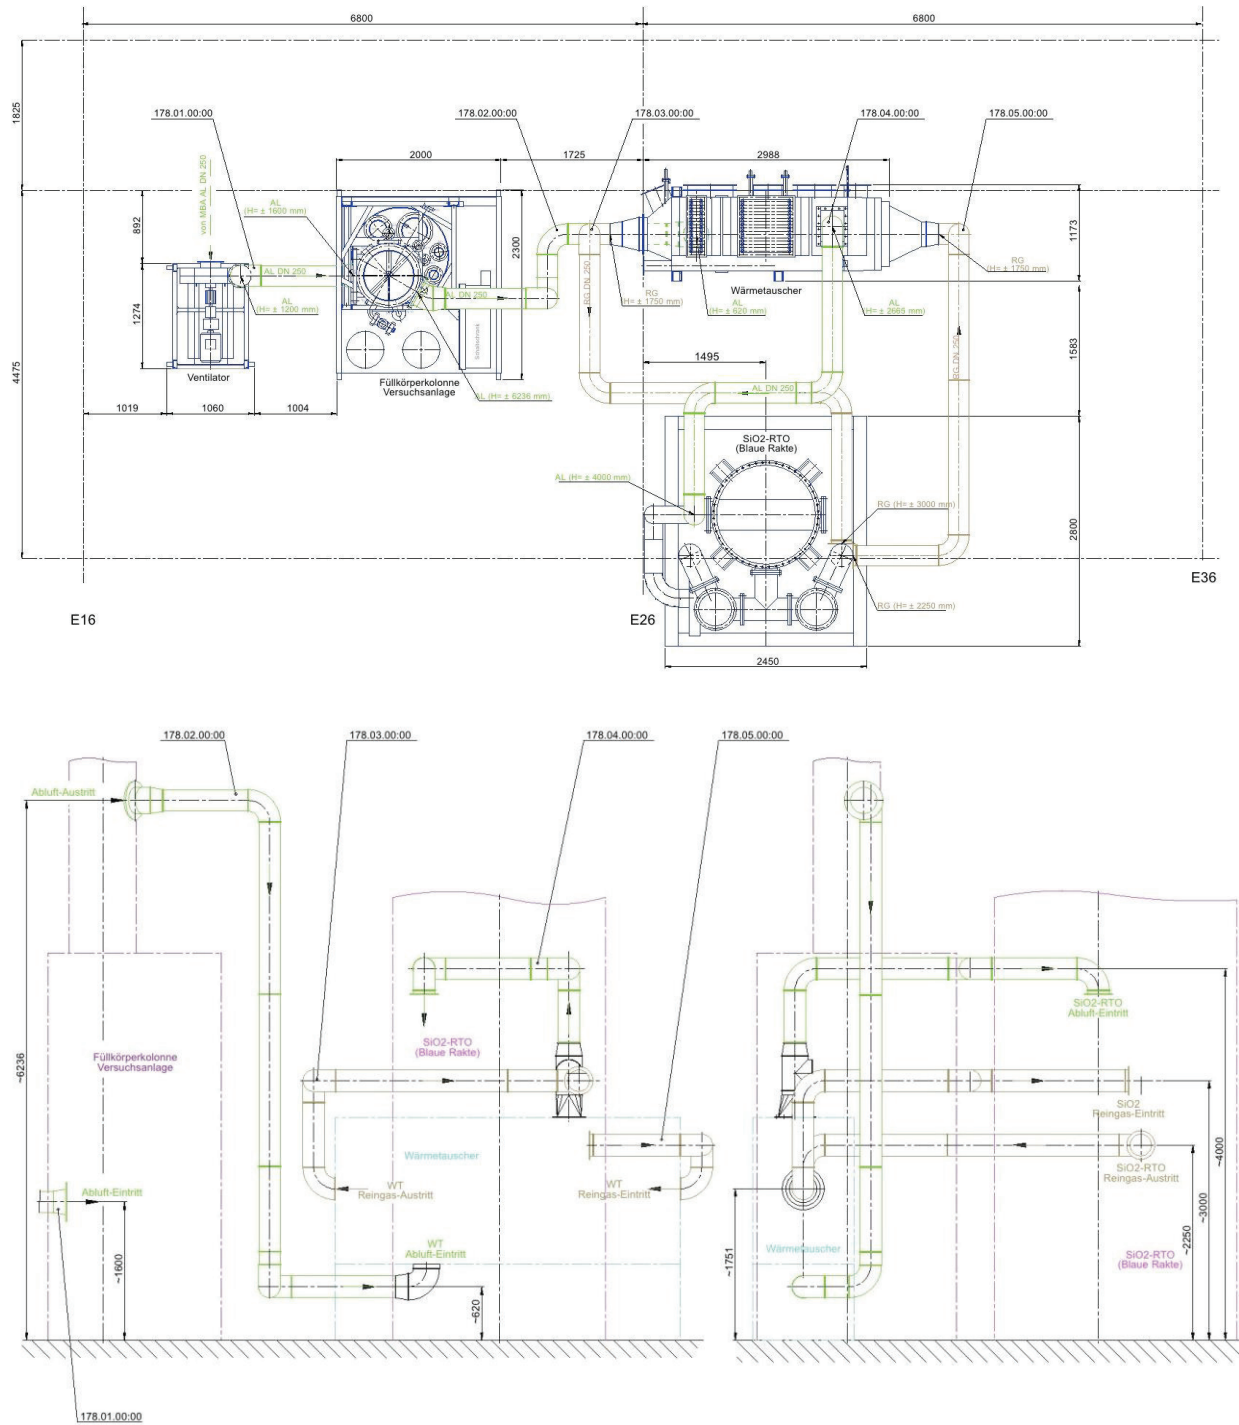 6800
6800
1825
178.01.00:00
178.02.00:00
178.03.00:00
178.04.00:00
178.05.00:00
2000
1725
2988
von MBA AL DN 250
AL
(H= ± 1600 mm)
892
2300
1173
AL DN 250
AL DN 250
RG DN 250
RG
(H= ± 1750 mm)
Wärmetauscher
AL
(H= ± 620 mm)
AL
(H= ± 2665 mm)
RG
(H= ± 1750 mm)
AL
(H= ± 1200 mm)
1274
4475
Schaltschrank
1495
RG DN 250
1583
Ventilator
Füllkörperkolonne
Versuchsanlage
AL (H= ± 6236 mm)
AL DN 250
1019
1060
1004
SiO2-RTO
(Blaue Rakte)
AL (H= ± 4000 mm)
RG (H= ± 3000 mm)
2800
E16
E26
E36
RG (H= ± 2250 mm)
2450
178.02.00:00
178.03.00:00
178.04.00:00
178.05.00:00
Abluft-Austritt
SiO2-RTO
Abluft-Eintritt
SiO2-RTO
(Blaue Rakte)
Füllkörperkolonne
Versuchsanlage
~6236
SiO2
Reingas-Eintritt
Wärmetauscher
~4000
SiO2-RTO
Reingas-Austritt
Abluft-Eintritt
WT
Reingas-Austritt
WT
Reingas-Eintritt
~3000
~2250
WT
Abluft-Eintritt
Wärmetauscher
SiO2-RTO
(Blaue Rakte)
~1600
~620
~1751
178.01.00:00